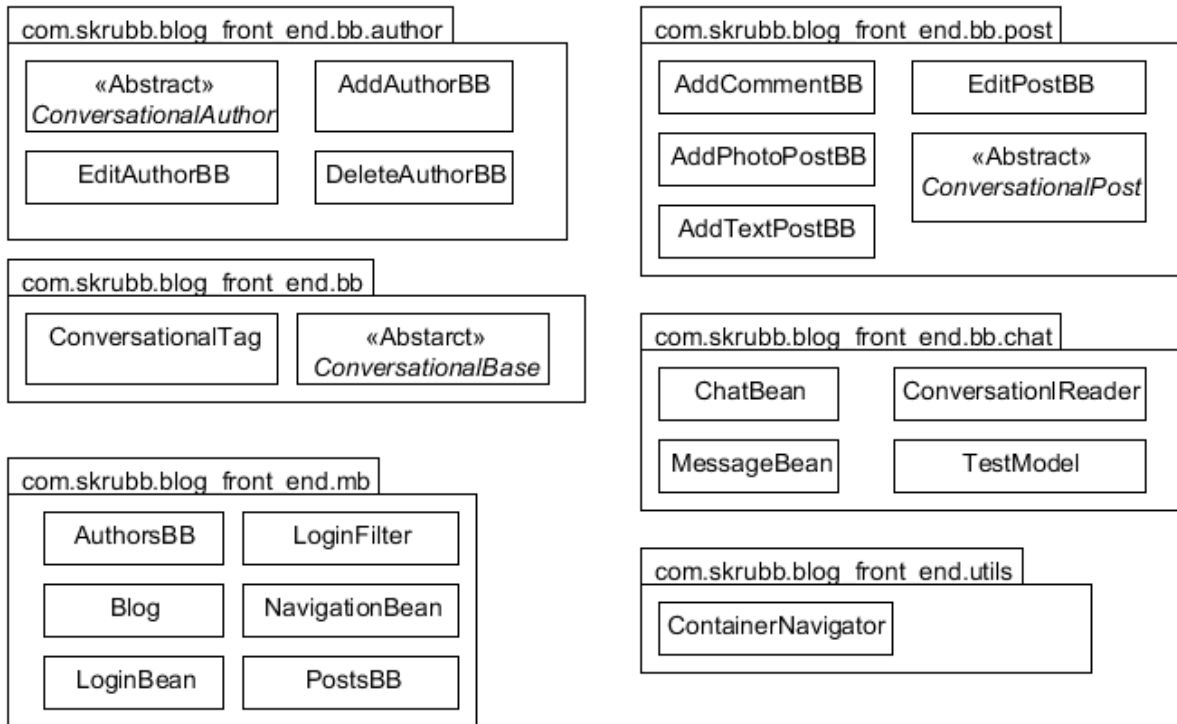 com.skrubb.blog_front_end.bb.author
«Abstract»
ConversationalAuthor
AddAuthorBB
EditAuthorBB
DeleteAuthorBB
com.skrubb.blog_front_end.bb
ConversationalTag
«Abstarct»
ConversationalBase
com.skrubb.blog_front_end.mb
AuthorsBB
LoginFilter
Blog
NavigationBean
LoginBean
PostsBB
com.skrubb.blog_front_end.bb.post
AddCommentBB
EditPostBB
AddPhotoPostBB
«Abstract»
ConversationalPost
AddTextPostBB
com.skrubb.blog_front_end.bb.chat
ChatBean
ConversationlReader
MessageBean
TestModel
com.skrubb.blog_front_end.utils
ContainerNavigator